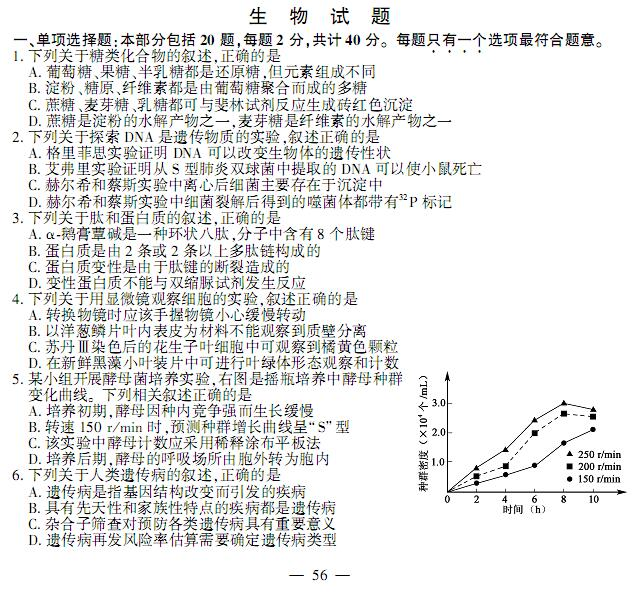 生 物 试 题
一、单项选择题:本部分包括 20 题,每题 2 分,共计 40 分。每题只有一个选项最符合题意。
1. 下列关于糖类化合物的叙述,正确的是
A. 葡萄糖、果糖、半乳糖都是还原糖,但元素组成不同
B. 淀粉、糖原、纤维素都是由葡萄糖聚合而成的多糖
C. 蔗糖、麦芽糖、乳糖都可与斐林试剂反应生成砖红色沉淀
D. 蔗糖是淀粉的水解产物之一,麦芽糖是纤维素的水解产物之一
2. 下列关于探索 DNA 是遗传物质的实验,叙述正确的是
A. 格里菲思实验证明 DNA 可以改变生物体的遗传性状
B. 艾弗里实验证明从 S 型肺炎双球菌中提取的 DNA 可以使小鼠死亡
C. 赫尔希和蔡斯实验中离心后细菌主要存在于沉淀中
D. 赫尔希和蔡斯实验中细菌裂解后得到的噬菌体都带有³²P 标记
3. 下列关于肽和蛋白质的叙述,正确的是
A. α-鹅膏蕈碱是一种环状八肽,分子中含有 8 个肽键
B. 蛋白质是由 2 条或 2 条以上多肽链构成的
C. 蛋白质变性是由于肽键的断裂造成的
D. 变性蛋白质不能与双缩脲试剂发生反应
4. 下列关于用显微镜观察细胞的实验,叙述正确的是
A. 转换物镜时应该手握物镜小心缓慢转动
B. 以洋葱鳞片叶内表皮为材料不能观察到质壁分离
C. 苏丹Ⅲ染色后的花生子叶细胞中可观察到橘黄色颗粒
D. 在新鲜黑藻小叶装片中可进行叶绿体形态观察和计数
5. 某小组开展酵母菌培养实验,右图是摇瓶培养中酵母种群
变化曲线。下列相关叙述正确的是
A. 培养初期,酵母因种内竞争强而生长缓慢
B. 转速 150 r/min 时,预测种群增长曲线呈“S”型
C. 该实验中酵母计数应采用稀释涂布平板法
D. 培养后期,酵母的呼吸场所由胞外转为胞内
6. 下列关于人类遗传病的叙述,正确的是
A. 遗传病是指基因结构改变而引发的疾病
B. 具有先天性和家族性特点的疾病都是遗传病
C. 杂合子筛查对预防各类遗传病具有重要意义
D. 遗传病再发风险率估算需要确定遗传病类型
种群密度(×10⁴个/mL)
3.0
2.0
1.0
▲ 250 r/min
■ 200 r/min
● 150 r/min
0 2 4 6 8 10
时间(h)
— 56 —